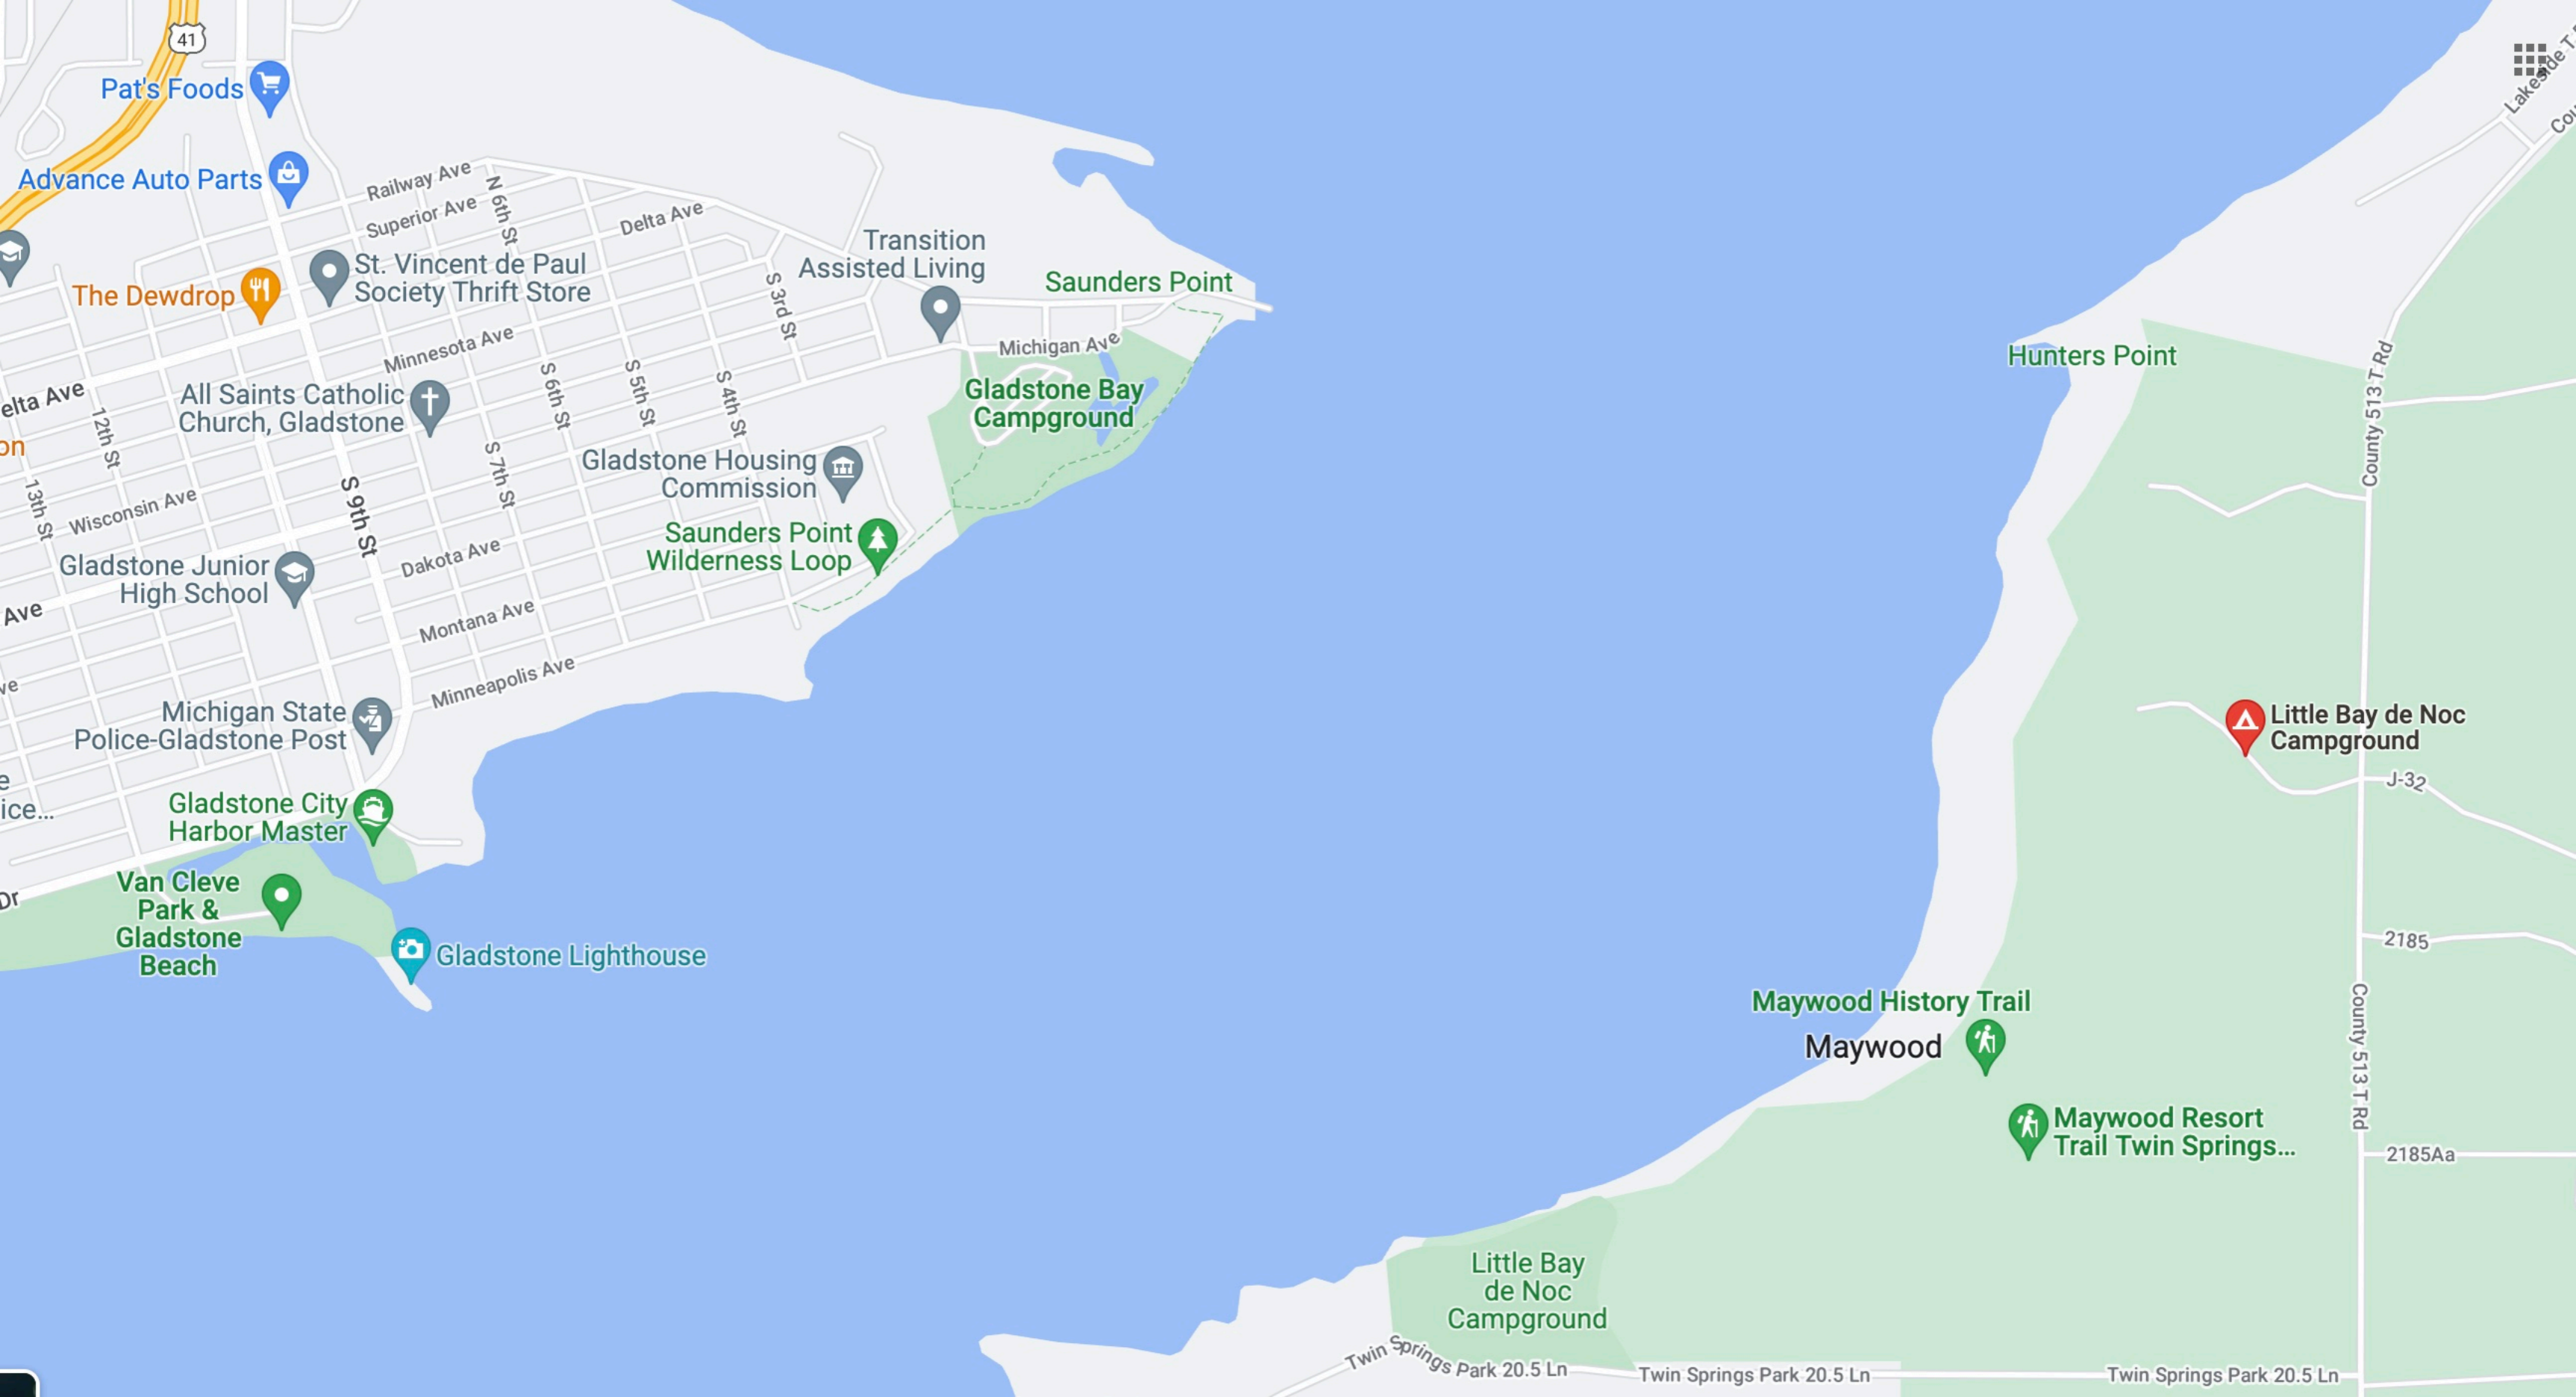 41
Pat's Foods
Advance Auto Parts
Railway Ave
Superior Ave
N 6th St
Delta Ave
The Dewdrop
St. Vincent de Paul
Society Thrift Store
Transition
Assisted Living
Saunders Point
S 3rd St
Michigan Ave
Minnesota Ave
elta Ave
on
12th St
All Saints Catholic
Church, Gladstone
S 6th St
S 5th St
S 4th St
Gladstone Bay
Campground
13th St
Wisconsin Ave
S 9th St
S 7th St
Gladstone Housing
Commission
Saunders Point
Wilderness Loop
Dakota Ave
Gladstone Junior
High School
Ave
Montana Ave
Minneapolis Ave
ve
Michigan State
Police-Gladstone Post
e
ice...
Gladstone City
Harbor Master
Dr
Van Cleve
Park &
Gladstone
Beach
Gladstone Lighthouse
Lakeside T
Cou
Hunters Point
County 513 T Rd
Little Bay de Noc
Campground
J-32
2185
Maywood History Trail
Maywood
County 513 T Rd
Maywood Resort
Trail Twin Springs...
2185Aa
Little Bay
de Noc
Campground
Twin Springs Park 20.5 Ln
Twin Springs Park 20.5 Ln
Twin Springs Park 20.5 Ln